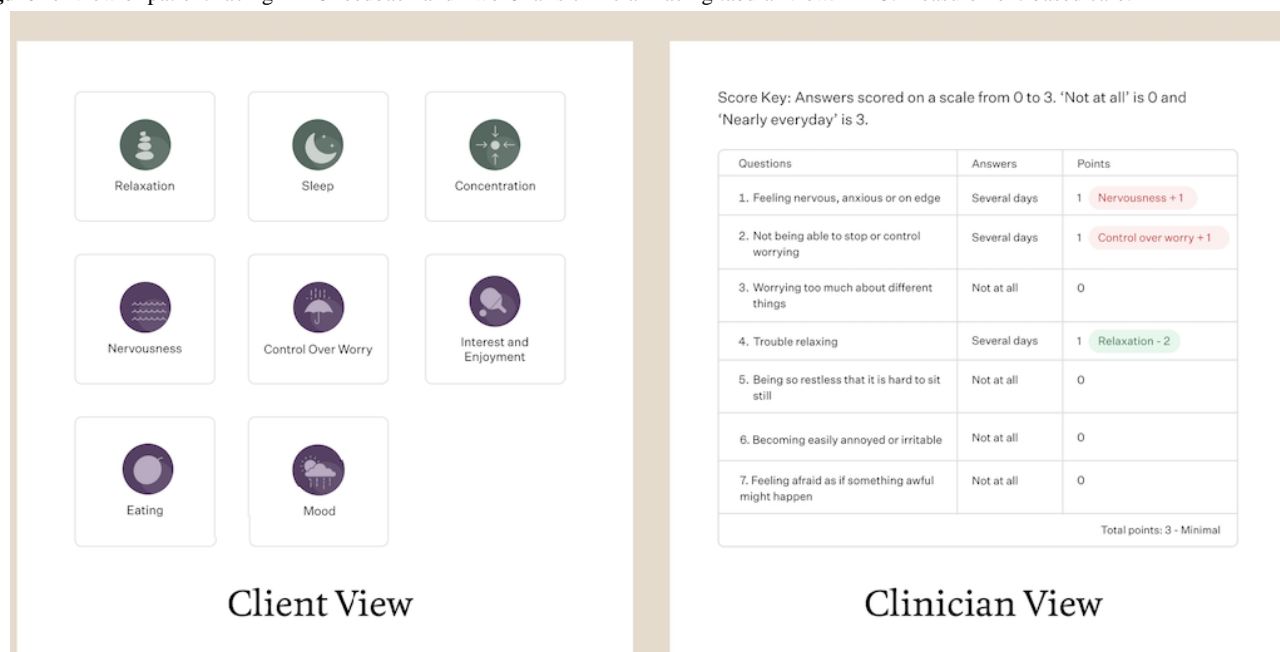 Relaxation
Sleep
Concentration
Nervousness
Control Over Worry
Interest and
Enjoyment
Eating
Mood
Client View
Score Key: Answers scored on a scale from 0 to 3. ‘Not at all’ is 0 and
‘Nearly everyday’ is 3.
Questions Answers Points
1. Feeling nervous, anxious or on edge Several days 1 Nervousness + 1
2. Not being able to stop or control
worrying
Several days 1 Control over worry + 1
3. Worrying too much about different
things
Not at all 0
4. Trouble relaxing Several days 1 Relaxation - 2
5. Being so restless that it is hard to sit
still
Not at all 0
6. Becoming easily annoyed or irritable Not at all 0
7. Feeling afraid as if something awful
might happen
Not at all 0
Total points: 3 - Minimal
Clinician View